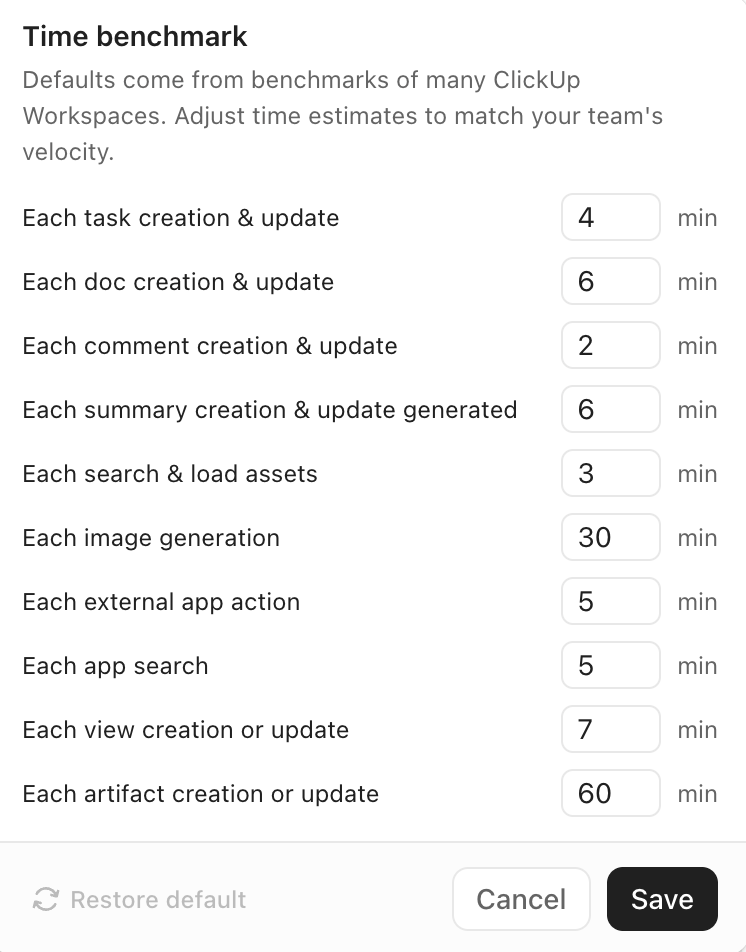 Time benchmark
Defaults come from benchmarks of many ClickUp
Workspaces. Adjust time estimates to match your team's
velocity.
Each task creation & update 4 min
Each doc creation & update 6 min
Each comment creation & update 2 min
Each summary creation & update generated 6 min
Each search & load assets 3 min
Each image generation 30 min
Each external app action 5 min
Each app search 5 min
Each view creation or update 7 min
Each artifact creation or update 60 min
Restore default Cancel Save